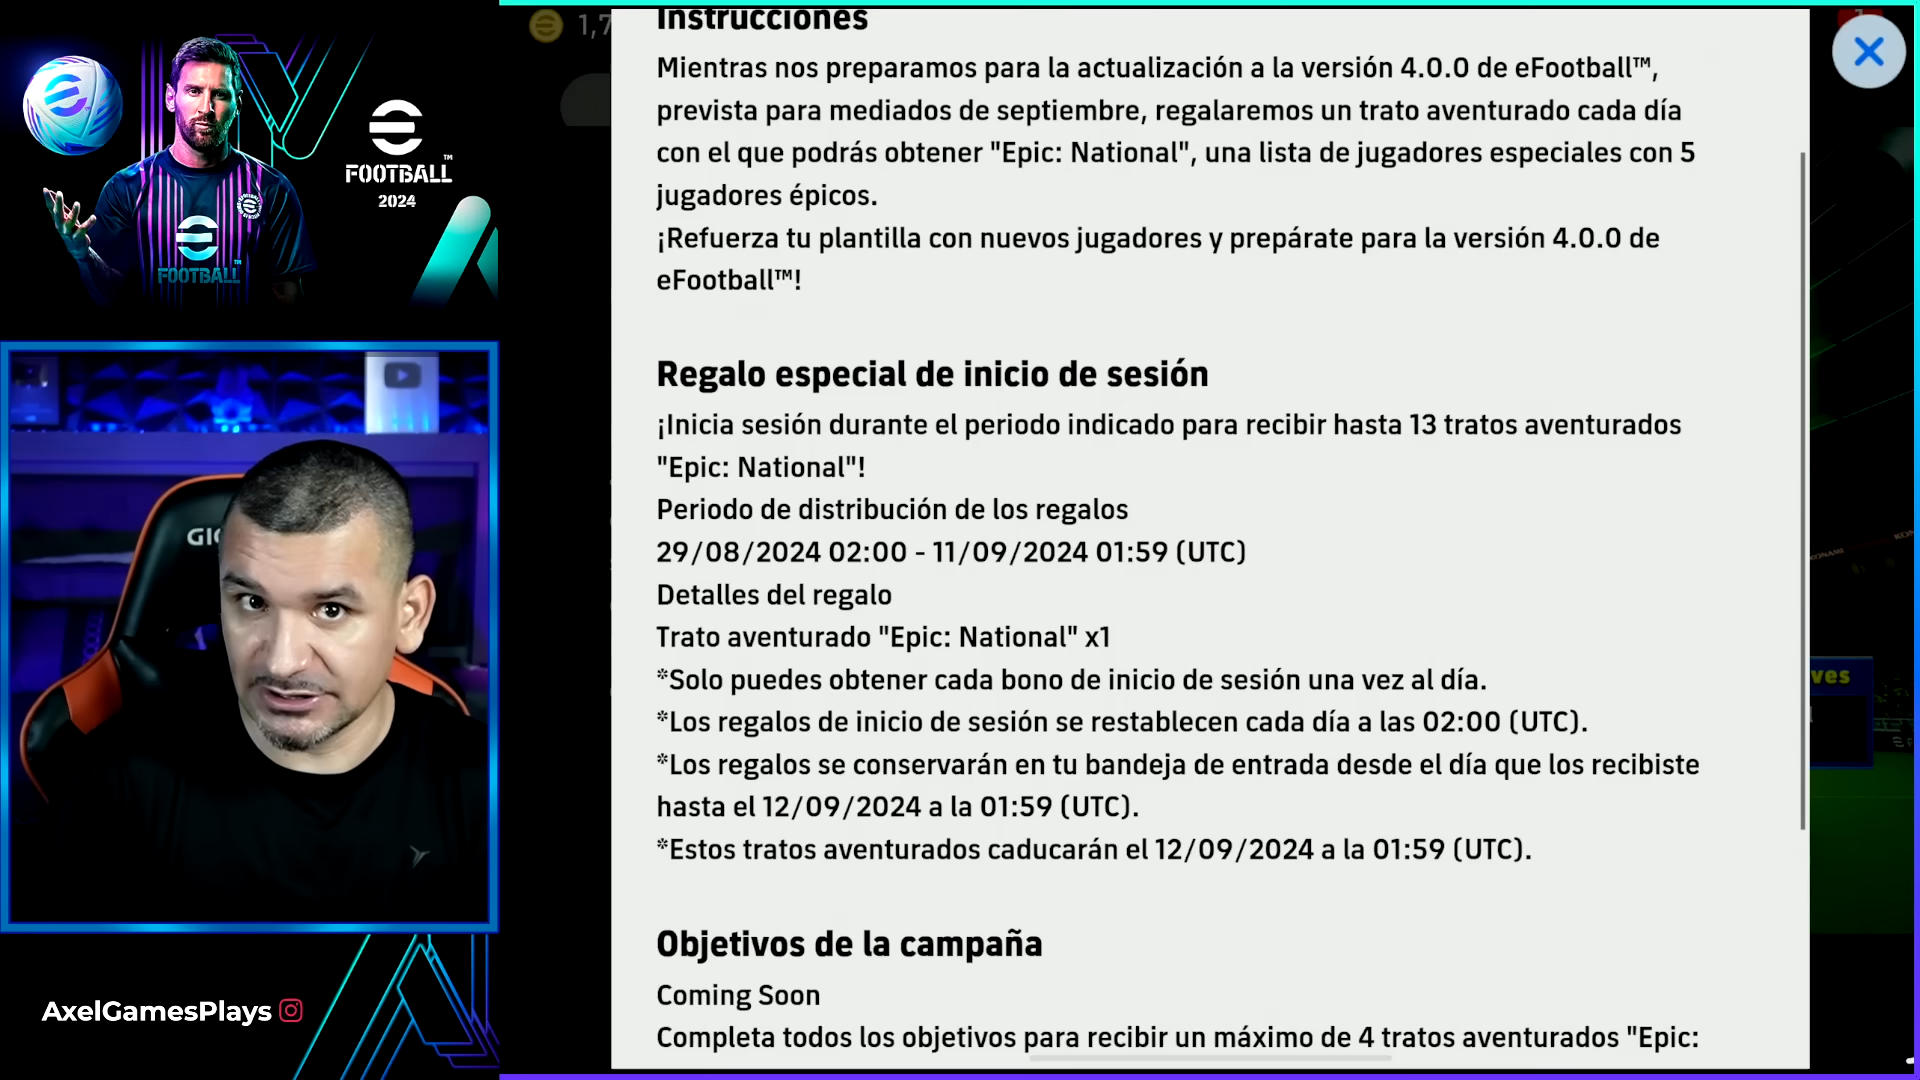 1,7
Instrucciones
Mientras nos preparamos para la actualización a la versión 4.0.0 de eFootball™,
prevista para mediados de septiembre, regalaremos un trato aventurado cada día
con el que podrás obtener "Epic: National", una lista de jugadores especiales con 5
jugadores épicos.
¡Refuerza tu plantilla con nuevos jugadores y prepárate para la versión 4.0.0 de
eFootball™!
Regalo especial de inicio de sesión
¡Inicia sesión durante el periodo indicado para recibir hasta 13 tratos aventurados
"Epic: National"!
Periodo de distribución de los regalos
29/08/2024 02:00 - 11/09/2024 01:59 (UTC)
Detalles del regalo
Trato aventurado "Epic: National" x1
*Solo puedes obtener cada bono de inicio de sesión una vez al día.
*Los regalos de inicio de sesión se restablecen cada día a las 02:00 (UTC).
*Los regalos se conservarán en tu bandeja de entrada desde el día que los recibiste
hasta el 12/09/2024 a la 01:59 (UTC).
*Estos tratos aventurados caducarán el 12/09/2024 a la 01:59 (UTC).
Objetivos de la campaña
Coming Soon
Completa todos los objetivos para recibir un máximo de 4 tratos aventurados "Epic:
FOOTBALL™
2024
FOOTBALL™
GIG
AxelGamesPlays
ves
KONAMI